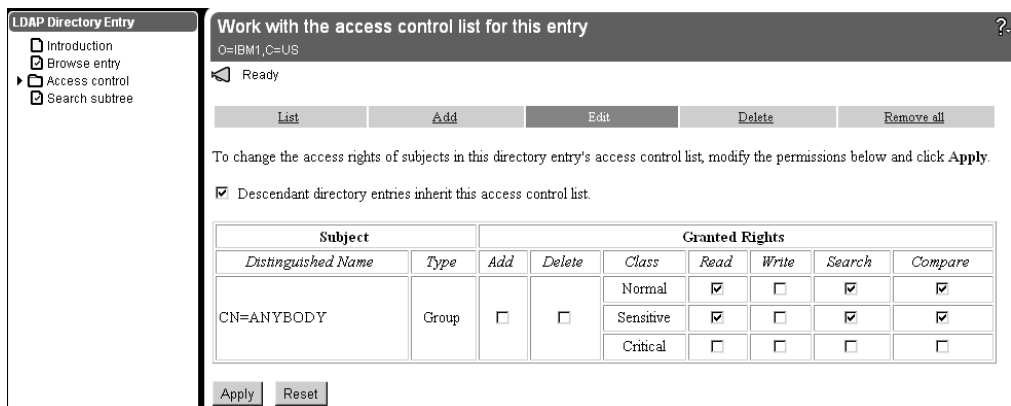 LDAP Directory Entry
Introduction
Browse entry
Access control
Search subtree
Work with the access control list for this entry
O=IBM1,C=US
?
Ready
List Add Edit Delete Remove all
To change the access rights of subjects in this directory entry's access control list, modify the permissions below and click Apply.
Descendant directory entries inherit this access control list.
Subject Granted Rights
Distinguished Name Type Add Delete Class Read Write Search Compare
Normal
CN=ANYBODY Group Sensitive
Critical
Apply Reset